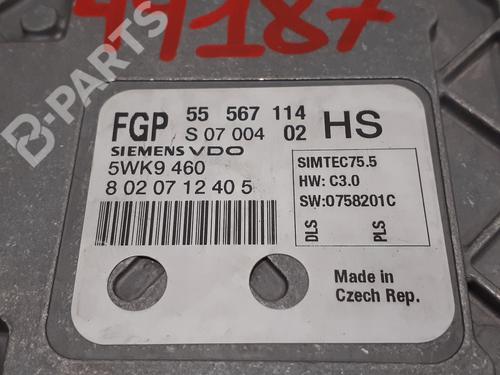 44187
B-PARTS
FGP 55 567 114 HS
S 07 004 02
SIEMENS VDO
5WK9 460
8 02 07 12 40 5
SIMTEC75.5
HW: C3.0
SW:0758201C
DLS
PLS
Made in
Czech Rep.